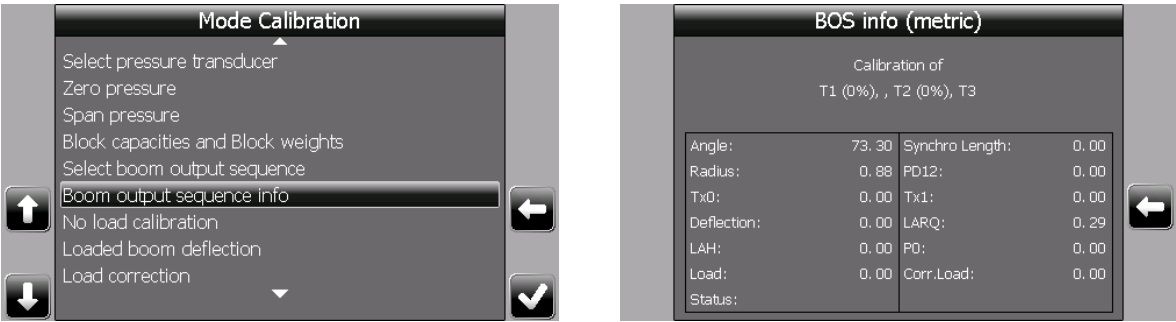 Mode Calibration
Select pressure transducer
Zero pressure
Span pressure
Block capacities and Block weights
Select boom output sequence
Boom output sequence info
No load calibration
Loaded boom deflection
Load correction
BOS info (metric)
Calibration of
T1 (0%), , T2 (0%), T3
Angle: 73.30 Synchro Length: 0.00
Radius: 0.88 PD12: 0.00
Tx0: 0.00 Tx1: 0.00
Deflection: 0.00 LARQ: 0.29
LAH: 0.00 P0: 0.00
Load: 0.00 Corr.Load: 0.00
Status: